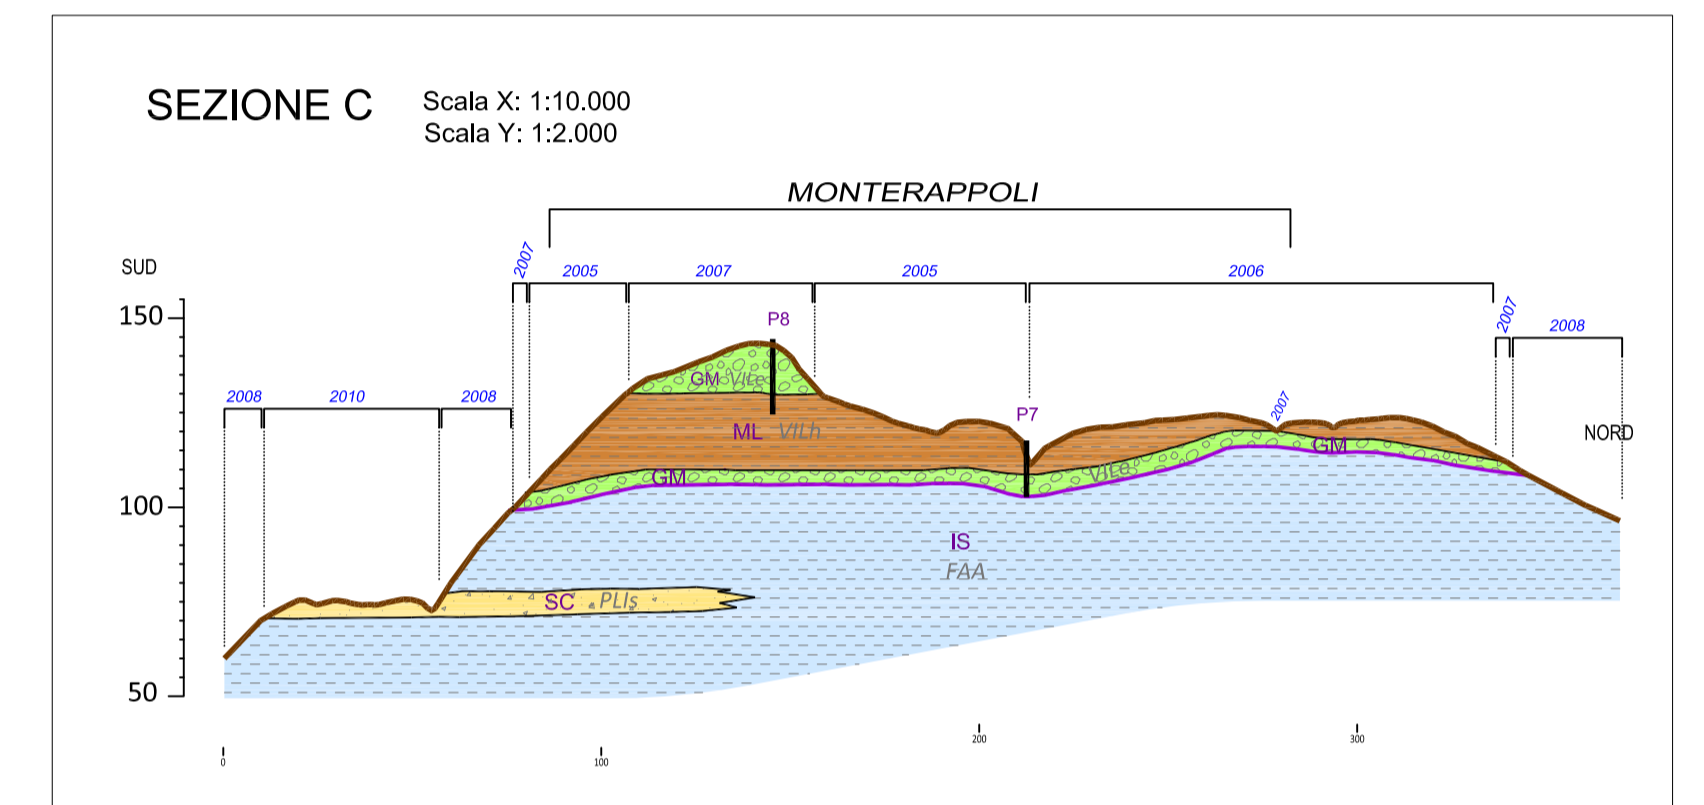 SEZIONE C
Scala X: 1:10.000
Scala Y: 1:2.000
MONTERAPPOLI
SUD
2007
2005
2007
2005
2006
2007
2008
150
P8
GM VILe
2008
2010
2008
P7
2007
NORD
ML VILh
GM
VILe
GM
100
IS
FAA
SC PLIs
50
0
100
200
300